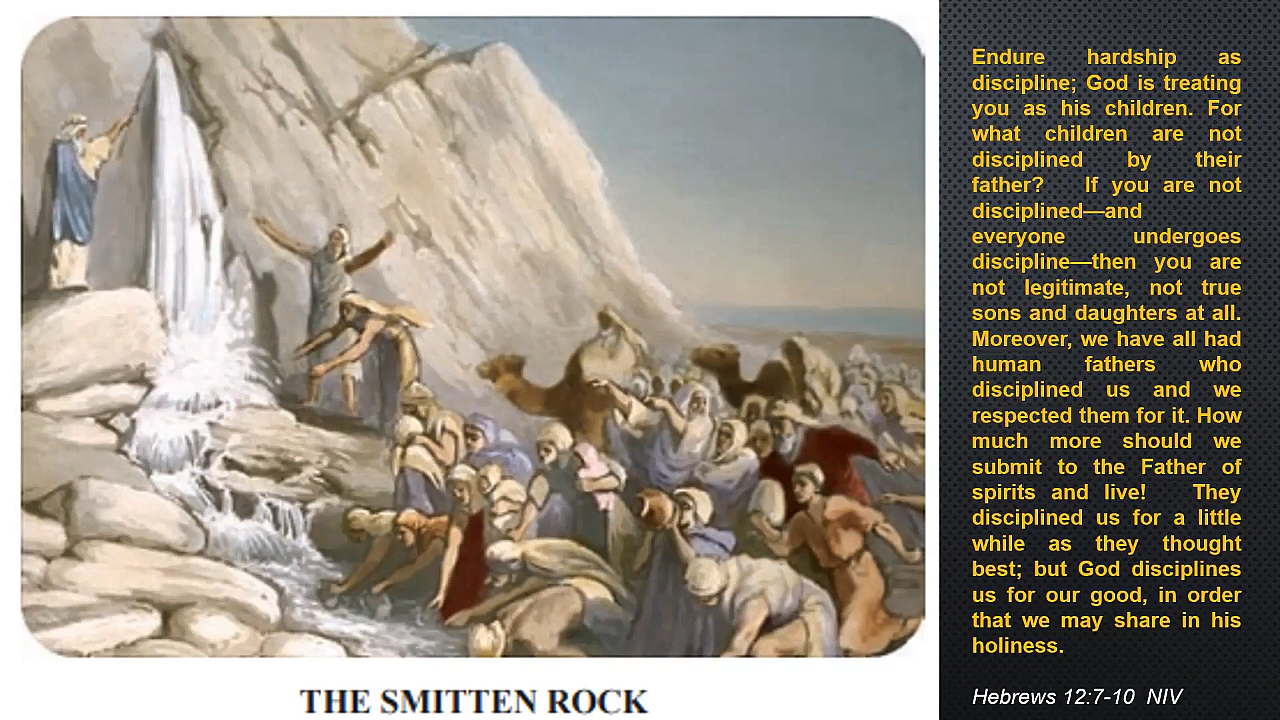 Endure hardship as
discipline; God is treating
you as his children. For
what children are not
disciplined by their
father? If you are not
disciplined—and
everyone undergoes
discipline—then you are
not legitimate, not true
sons and daughters at all.
Moreover, we have all had
human fathers who
disciplined us and we
respected them for it. How
much more should we
submit to the Father of
spirits and live! They
disciplined us for a little
while as they thought
best; but God disciplines
us for our good, in order
that we may share in his
holiness.
Hebrews 12:7-10 NIV
THE SMITTEN ROCK